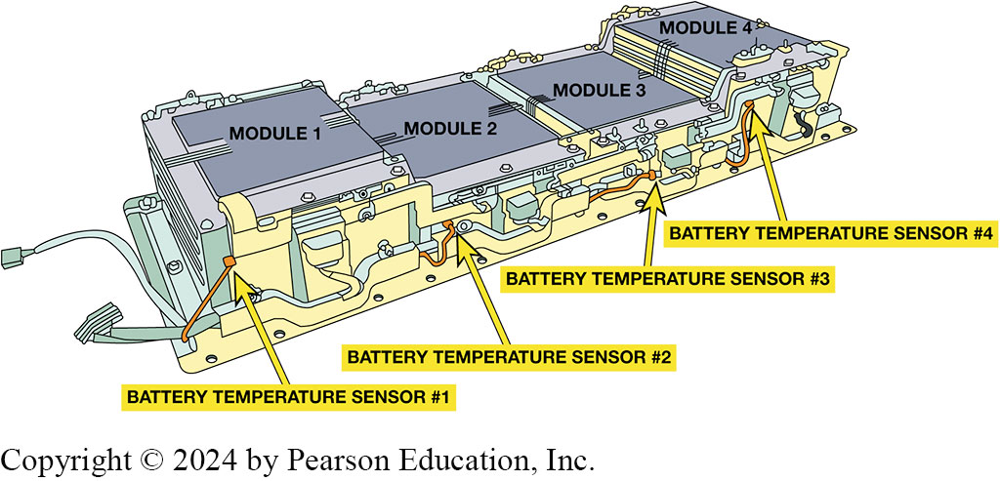 MODULE 4
MODULE 3
MODULE 2
MODULE 1
BATTERY TEMPERATURE SENSOR #4
BATTERY TEMPERATURE SENSOR #3
BATTERY TEMPERATURE SENSOR #2
BATTERY TEMPERATURE SENSOR #1
Copyright © 2024 by Pearson Education, Inc.